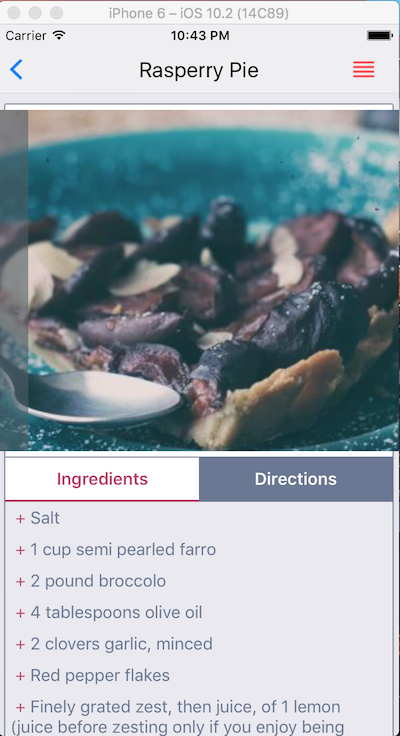 iPhone 6 – iOS 10.2 (14C89)
Carrier 10:43 PM
Rasperry Pie
Ingredients Directions
+ Salt
+ 1 cup semi pearled farro
+ 2 pound broccolo
+ 4 tablespoons olive oil
+ 2 clovers garlic, minced
+ Red pepper flakes
+ Finely grated zest, then juice, of 1 lemon
(juice before zesting only if you enjoy being